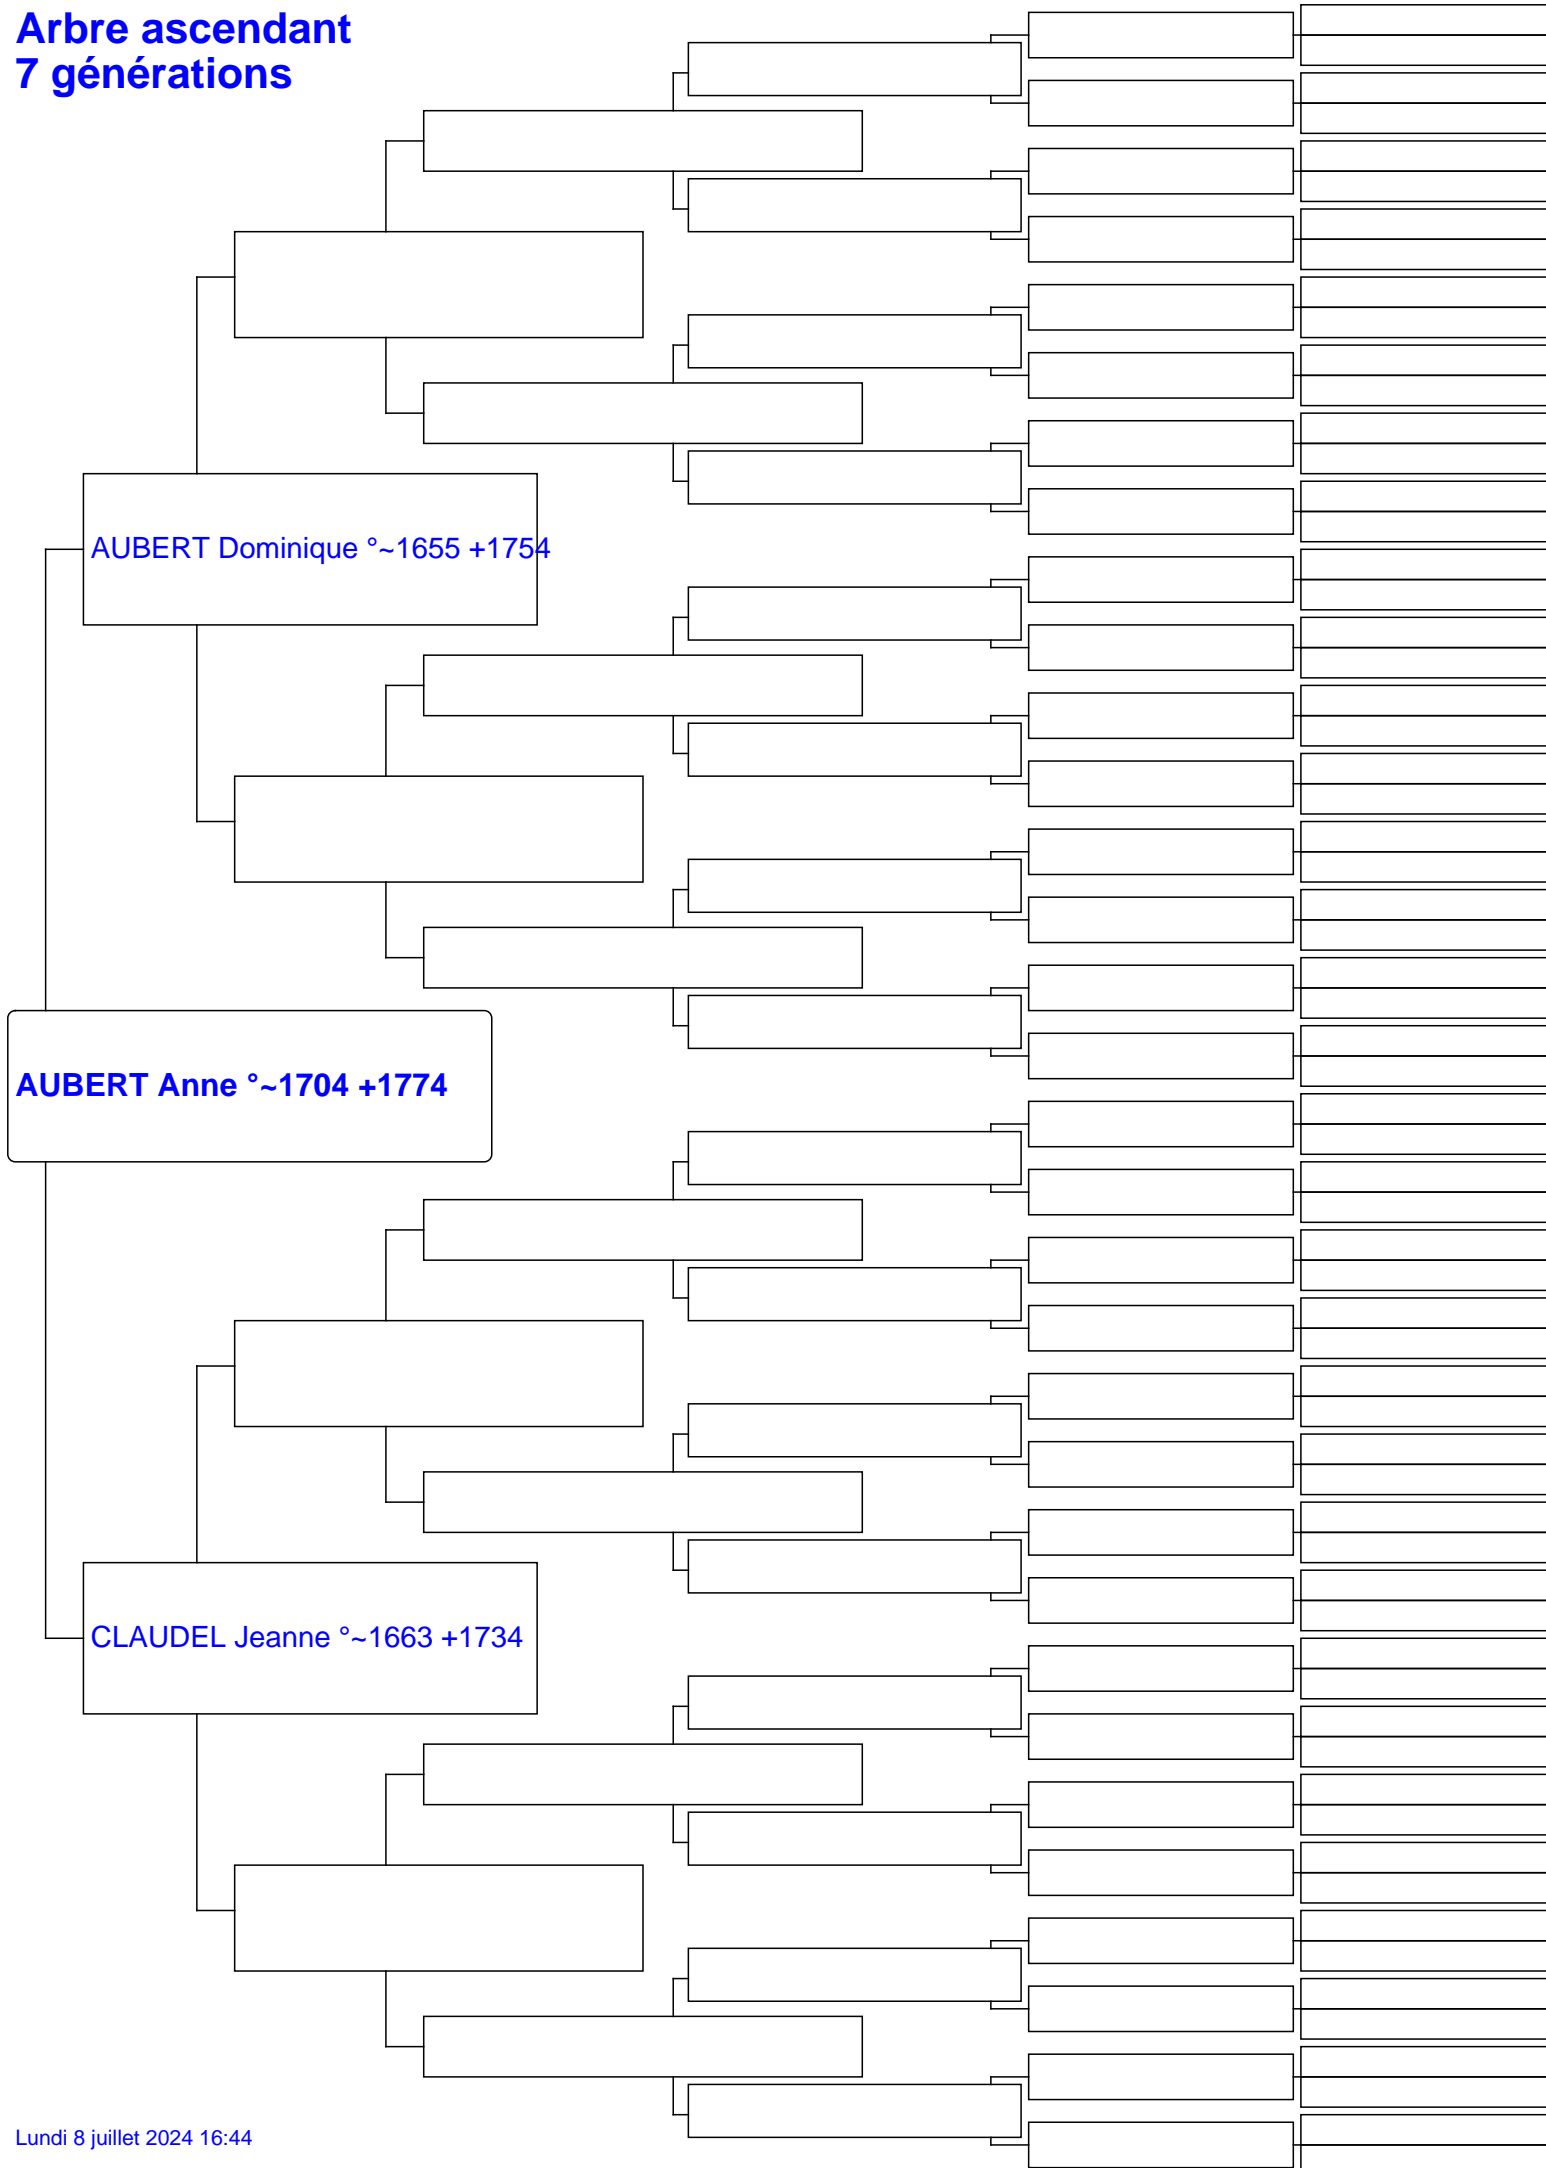 Arbre ascendant
7 générations
AUBERT Dominique °~1655 +1754
AUBERT Anne °~1704 +1774
CLAUDEL Jeanne °~1663 +1734
Lundi 8 juillet 2024 16:44